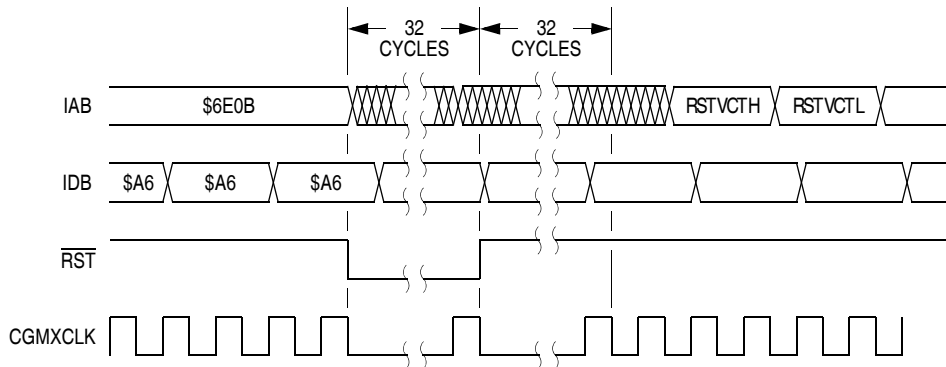 32 CYCLES
32 CYCLES
IAB
$6E0B
RSTVCTH
RSTVCTL
IDB
$A6
$A6
$A6
RST
CGMXCLK